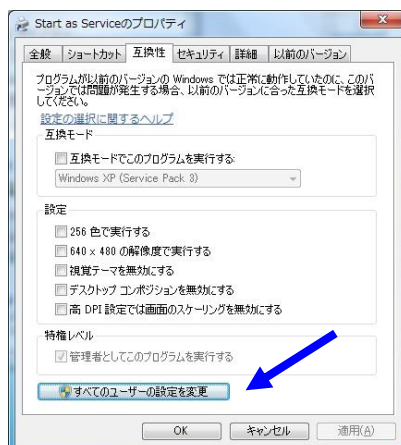 Start as Serviceのプロパティ
全般 ショートカット 互換性 セキュリティ 詳細 以前のバージョン
プログラムが以前のバージョンの Windows では正常に動作していたのに、このバ
ージョンでは問題が発生する場合、以前のバージョンに合った互換モードを選択
してください。
設定の選択に関するヘルプ
互換モード
互換モードでこのプログラムを実行する:
Windows XP (Service Pack 3)
設定
256 色で実行する
640 x 480 の解像度で実行する
視覚テーマを無効にする
デスクトップ コンポジションを無効にする
高 DPI 設定では画面のスケーリングを無効にする
特権レベル
管理者としてこのプログラムを実行する
すべてのユーザーの設定を変更
OK キャンセル 適用(A)